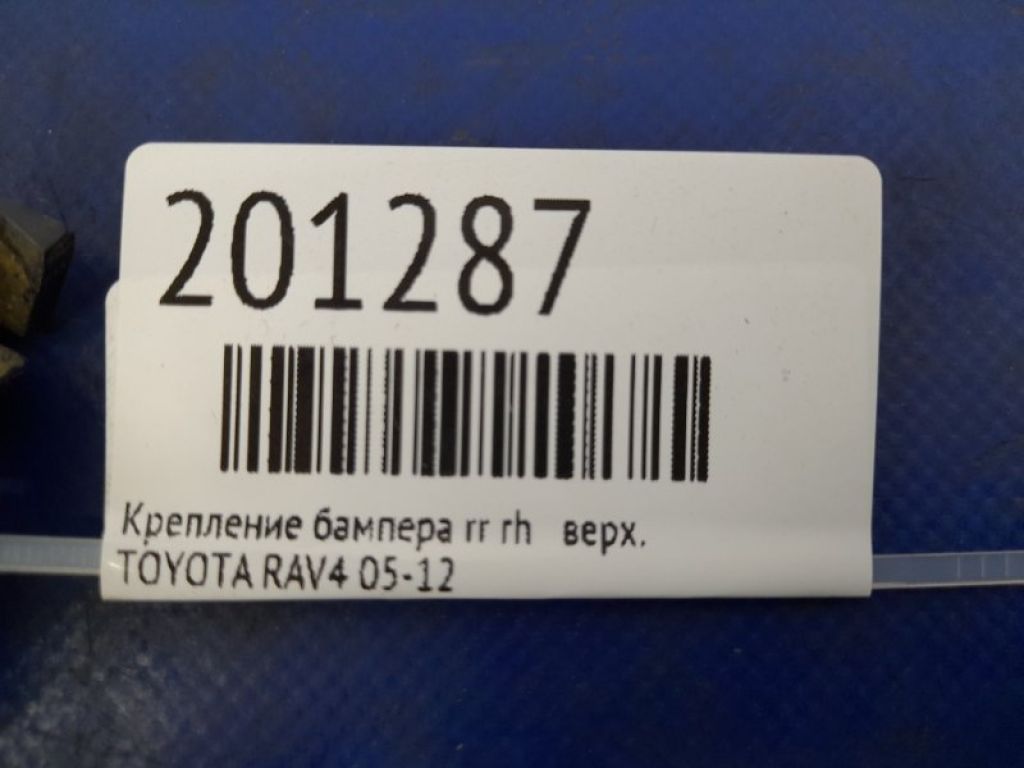 201287
Крепление бампера rr rh верх.
TOYOTA RAV4 05-12